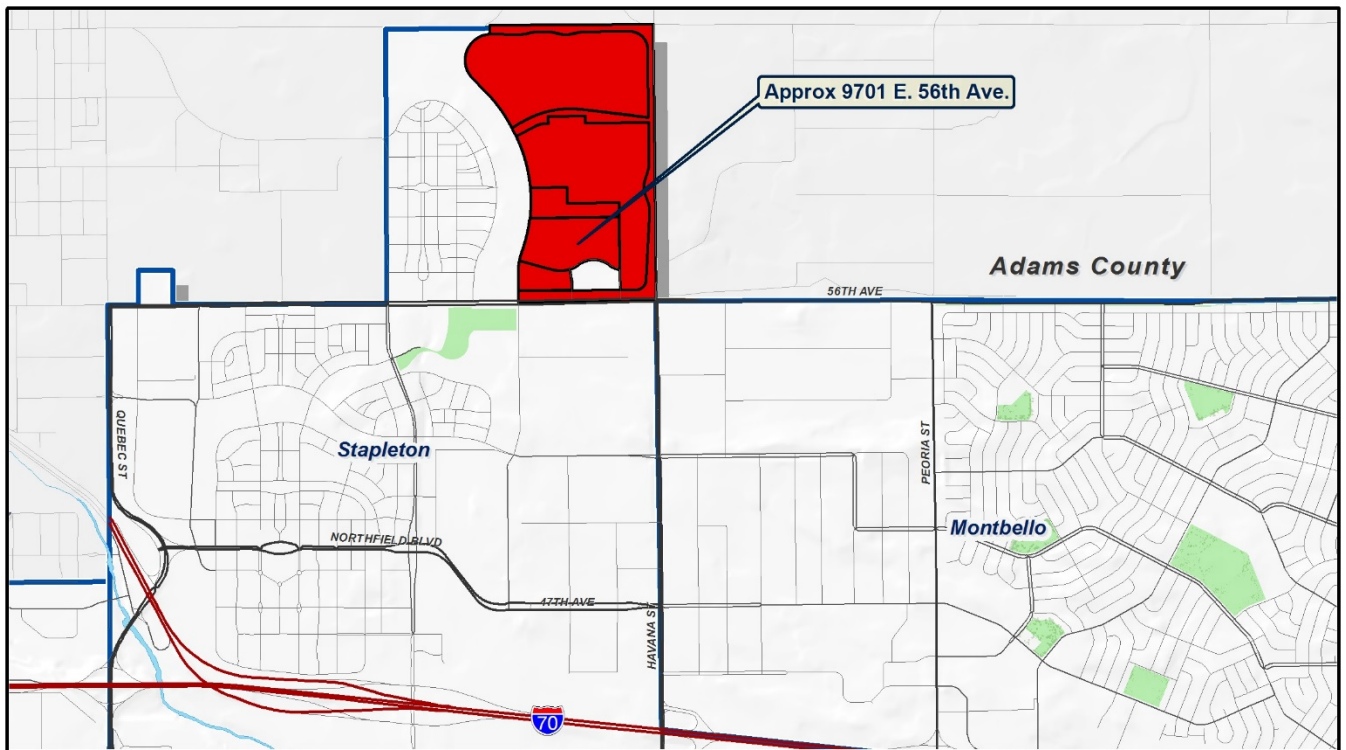 Approx 9701 E. 56th Ave.
Adams County
56TH AVE
QUEBEC ST
Stapleton
PEORIA ST
Montbello
NORTHFIELD BLVD
47TH AVE
HAVANA ST
70